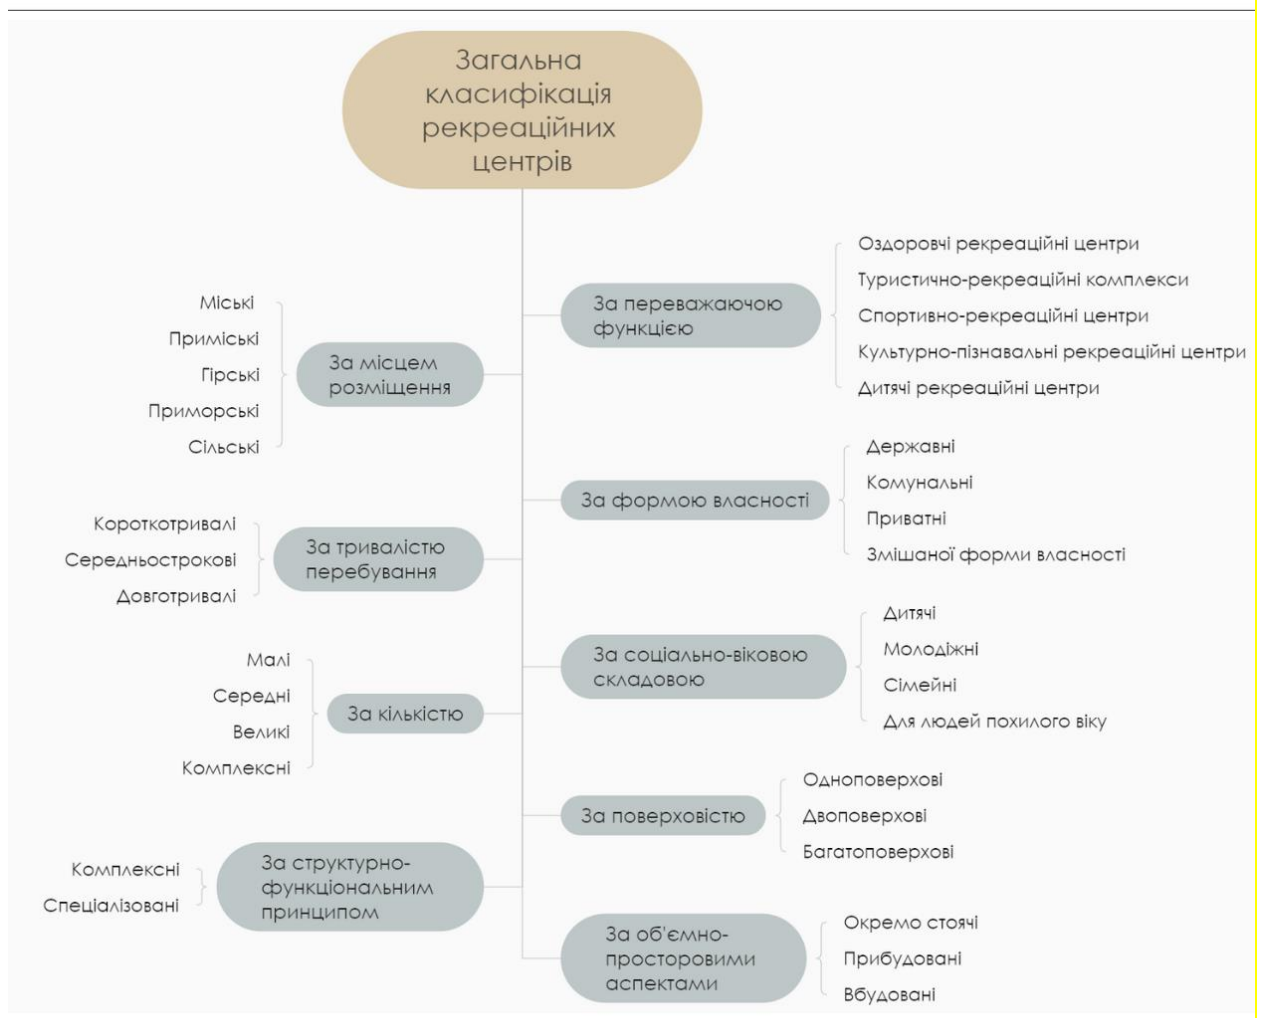 Загальна
класифікація
рекреаційних
центрів
За місцем
розміщення
Міські
Приміські
Гірські
Приморські
Сільські
За тривалістю
перебування
Короткотривалі
Середньострокові
Довготривалі
За кількістю
Малі
Середні
Великі
Комплексні
За структурно-
функціональним
принципом
Комплексні
Спеціалізовані
За переважаючою
функцією
Оздоровчі рекреаційні центри
Туристично-рекреаційні комплекси
Спортивно-рекреаційні центри
Культурно-пізнавальні рекреаційні центри
Дитячі рекреаційні центри
За формою власності
Державні
Комунальні
Приватні
Змішаної форми власності
За соціально-віковою
складовою
Дитячі
Молодіжні
Сімейні
Для людей похилого віку
За поверховістю
Одноповерхові
Двоповерхові
Багатоповерхові
За об'ємно-
просторовими
аспектами
Окремо стоячі
Прибудовані
Вбудовані